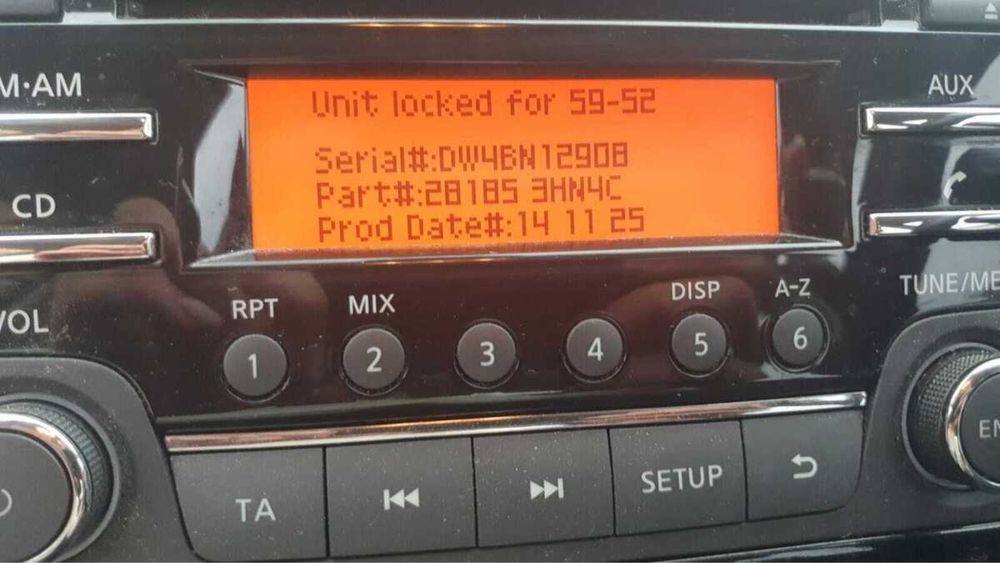 Unit locked for 59-52
M·AM
AUX
Serial#:DW4BN12908
Part#:28185 3HN4C
Prod Date#:14 11 25
CD
TUNE/ME
VOL
RPT
MIX
DISP
A-Z
1
2
3
4
5
6
EN
TA
SETUP